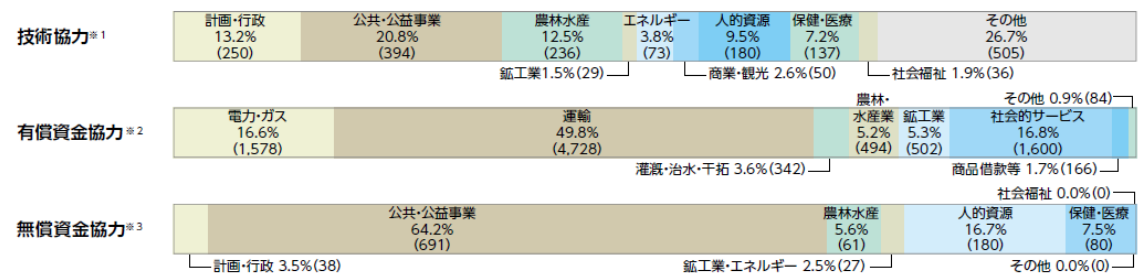 技術協力※1
計画・行政
13.2%
(250)
公共・公益事業
20.8%
(394)
農林水産
12.5%
(236)
鉱工業1.5%(29)
エネルギー
3.8%
(73)
商業・観光 2.6%(50)
人的資源
9.5%
(180)
保健・医療
7.2%
(137)
社会福祉 1.9%(36)
その他
26.7%
(505)
有償資金協力※2
電力・ガス
16.6%
(1,578)
運輸
49.8%
(4,728)
灌漑・治水・干拓 3.6%(342)
農林・
水産業
5.2%
(494)
鉱工業
5.3%
(502)
社会的サービス
16.8%
(1,600)
商品借款等 1.7%(166)
その他 0.9%(84)
無償資金協力※3
計画・行政 3.5%(38)
公共・公益事業
64.2%
(691)
農林水産
5.6%
(61)
鉱工業・エネルギー 2.5%(27)
人的資源
16.7%
(180)
保健・医療
7.5%
(80)
社会福祉 0.0%(0)
その他 0.0%(0)